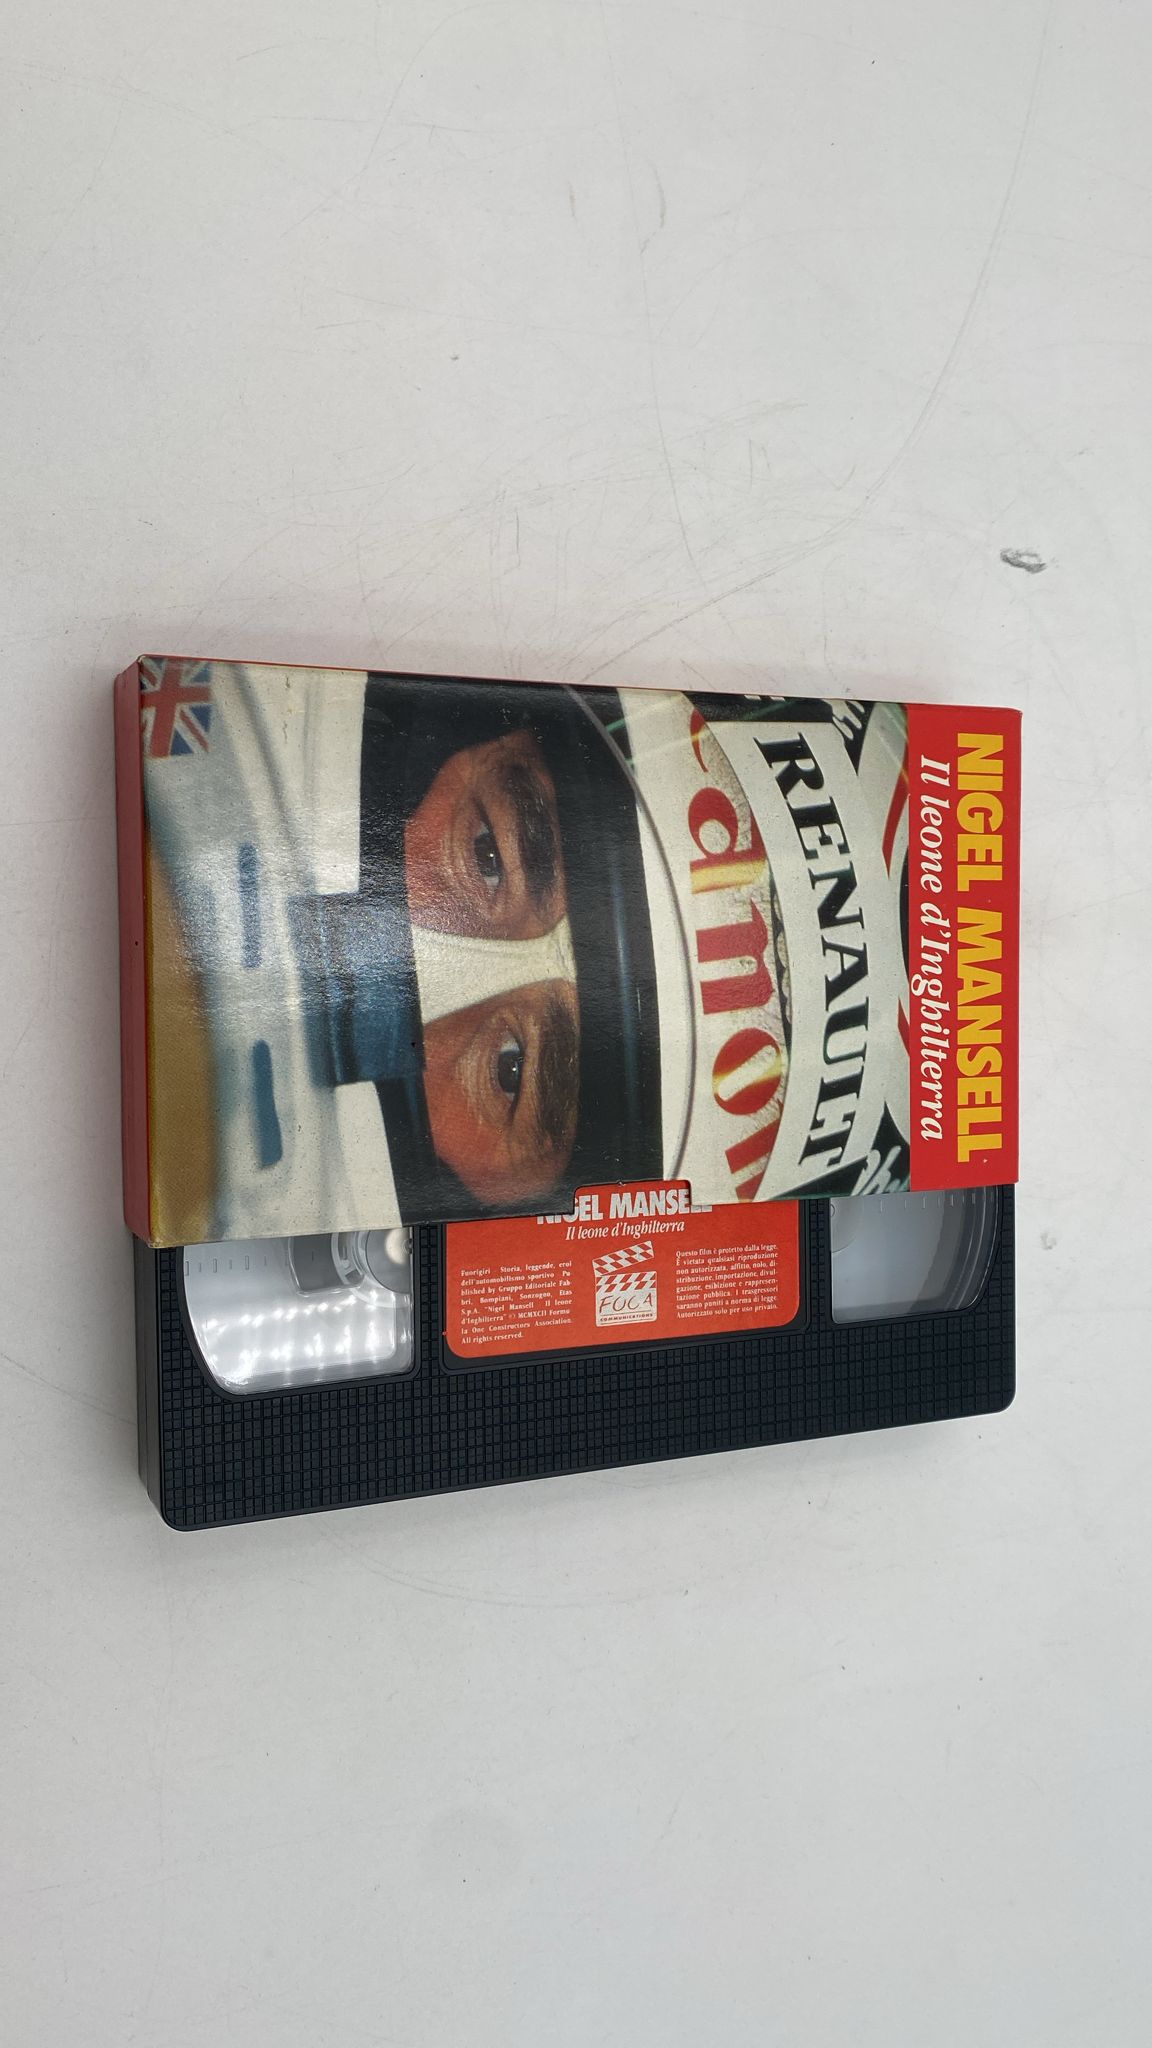 NIGEL MANSELL
Il leone d'Inghilterra
RENAULT
camo
NIGEL MANSELL
Il leone d'Inghilterra
Fuorigiri Storia, leggende, eroi
dell'automobilismo sportivo Pu
blished by Gruppo Editoriale Fab
bri, Bompiani, Sonzogno, Etas
S.p.A. "Nigel Mansell Il leone
d'Inghilterra" © MCMXCII Formu
la One Constructors Association.
All rights reserved.
FOCA
COMMUNICATIONS
Questo film è protetto dalla legge.
È vietata qualsiasi riproduzione
non autorizzata, affitto, nolo, di-
stribuzione, importazione, divul-
gazione, esibizione e rappresen-
tazione pubblica. I trasgressori
saranno puniti a norma di legge.
Autorizzato solo per uso privato.